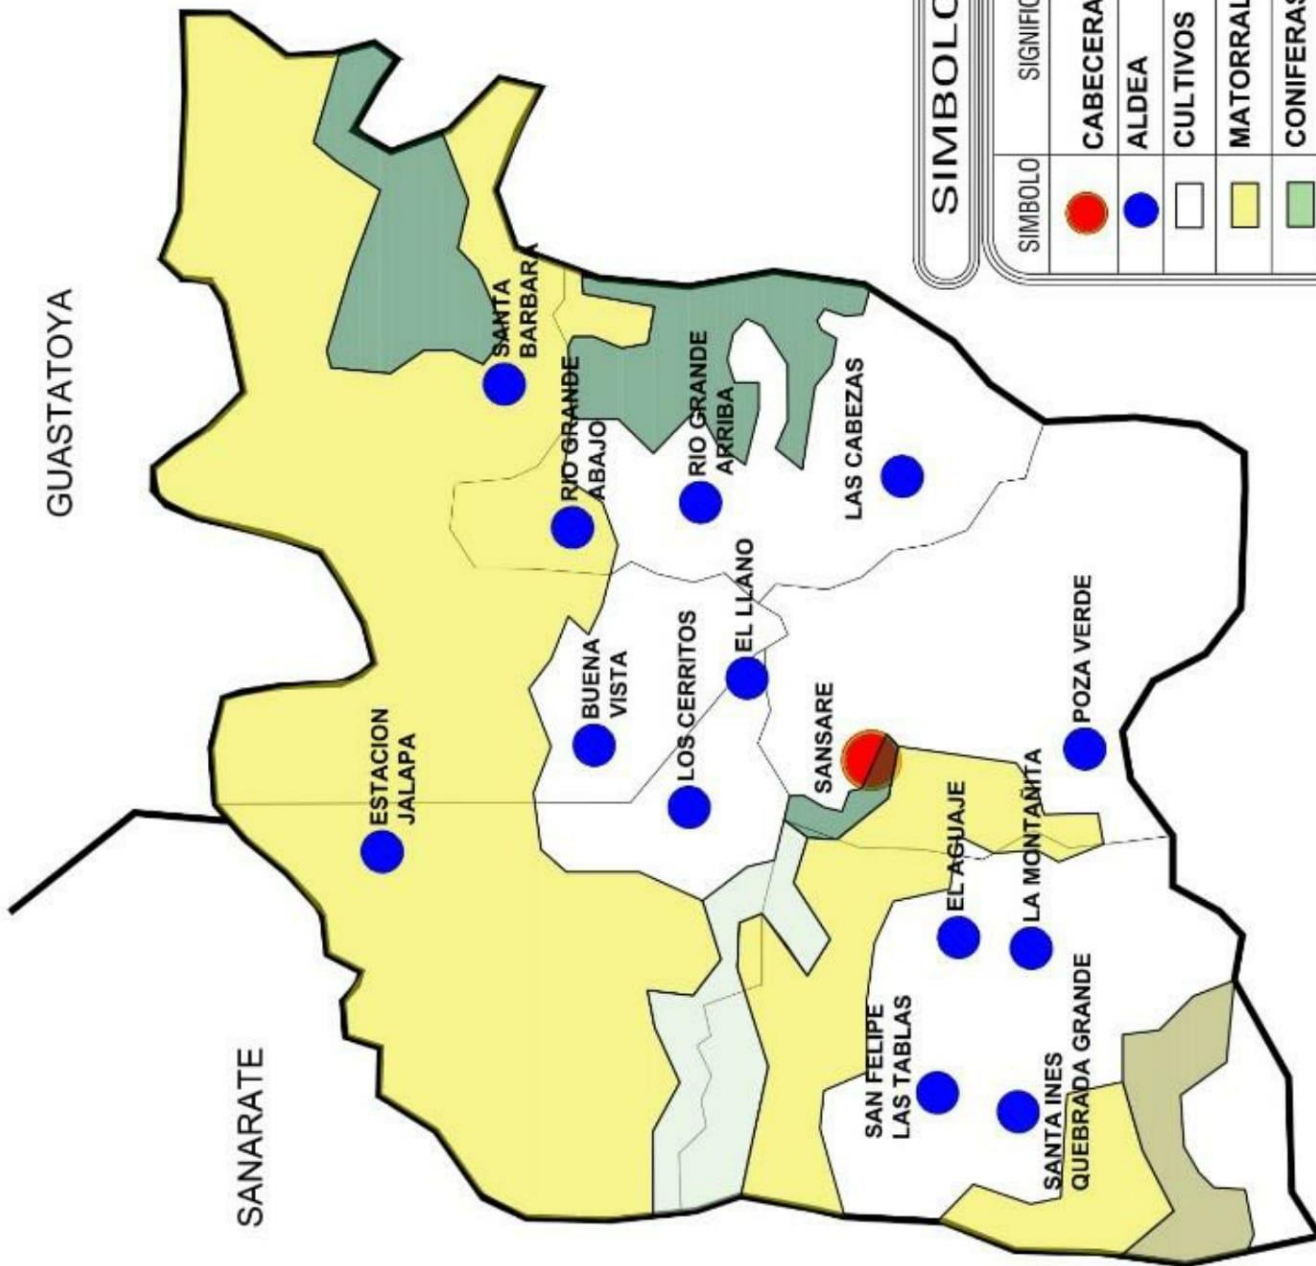 GUASTATOYA
SANARATE
ESTACION
JALAPA
SANTA
BARBARA
RIO GRANDE
ABAJO
BUENA
VISTA
RIO GRANDE
ARRIBA
LOS CERRITOS
EL LLANO
SANSARE
LAS CABEZAS
SAN FELIPE
LAS TABLAS
EL AGUAJE
LA MONTAÑITA
SANTA INES
QUEBRADA GRANDE
POZA VERDE
SIMBOLO
SIMBOLO SIGNIFIC
CABECERA
ALDEA
CULTIVOS
MATORRAL
CONIFERAS